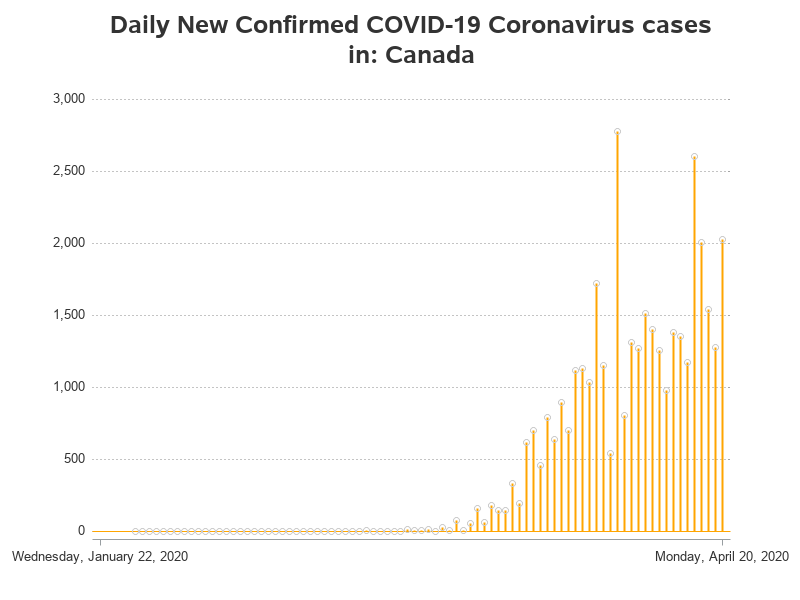 Daily New Confirmed COVID-19 Coronavirus cases
in: Canada
3,000
2,500
2,000
1,500
1,000
500
0
Wednesday, January 22, 2020
Monday, April 20, 2020